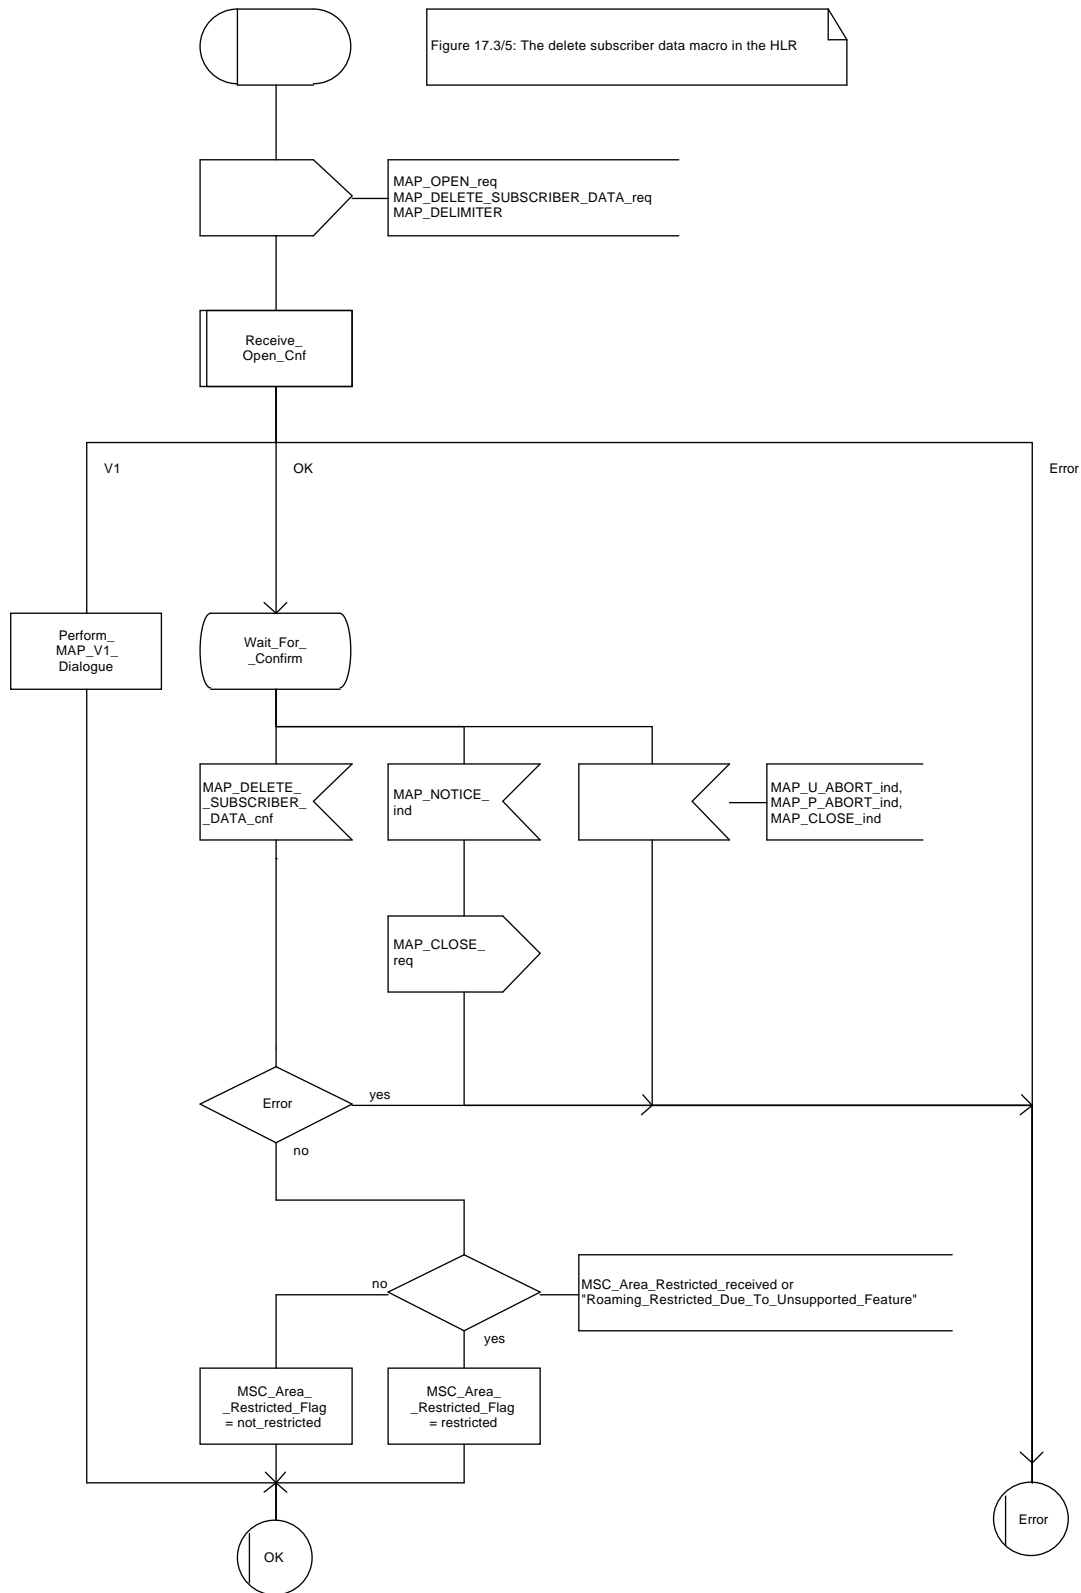 Figure 17.3/5: The delete subscriber data macro in the HLR
MAP_OPEN_req
MAP_DELETE_SUBSCRIBER_DATA_req
MAP_DELIMITER
Receive_
Open_Cnf
V1
OK
Error
Perform_
MAP_V1_
Dialogue
Wait_For_
_Confirm
MAP_DELETE_
_SUBSCRIBER_
_DATA_cnf
MAP_NOTICE_
ind
MAP_U_ABORT_ind,
MAP_P_ABORT_ind,
MAP_CLOSE_ind
MAP_CLOSE_
req
Error
yes
no
no
yes
MSC_Area_Restricted_received or
"Roaming_Restricted_Due_To_Unsupported_Feature"
MSC_Area_
_Restricted_Flag
= not_restricted
MSC_Area_
_Restricted_Flag
= restricted
Error
OK